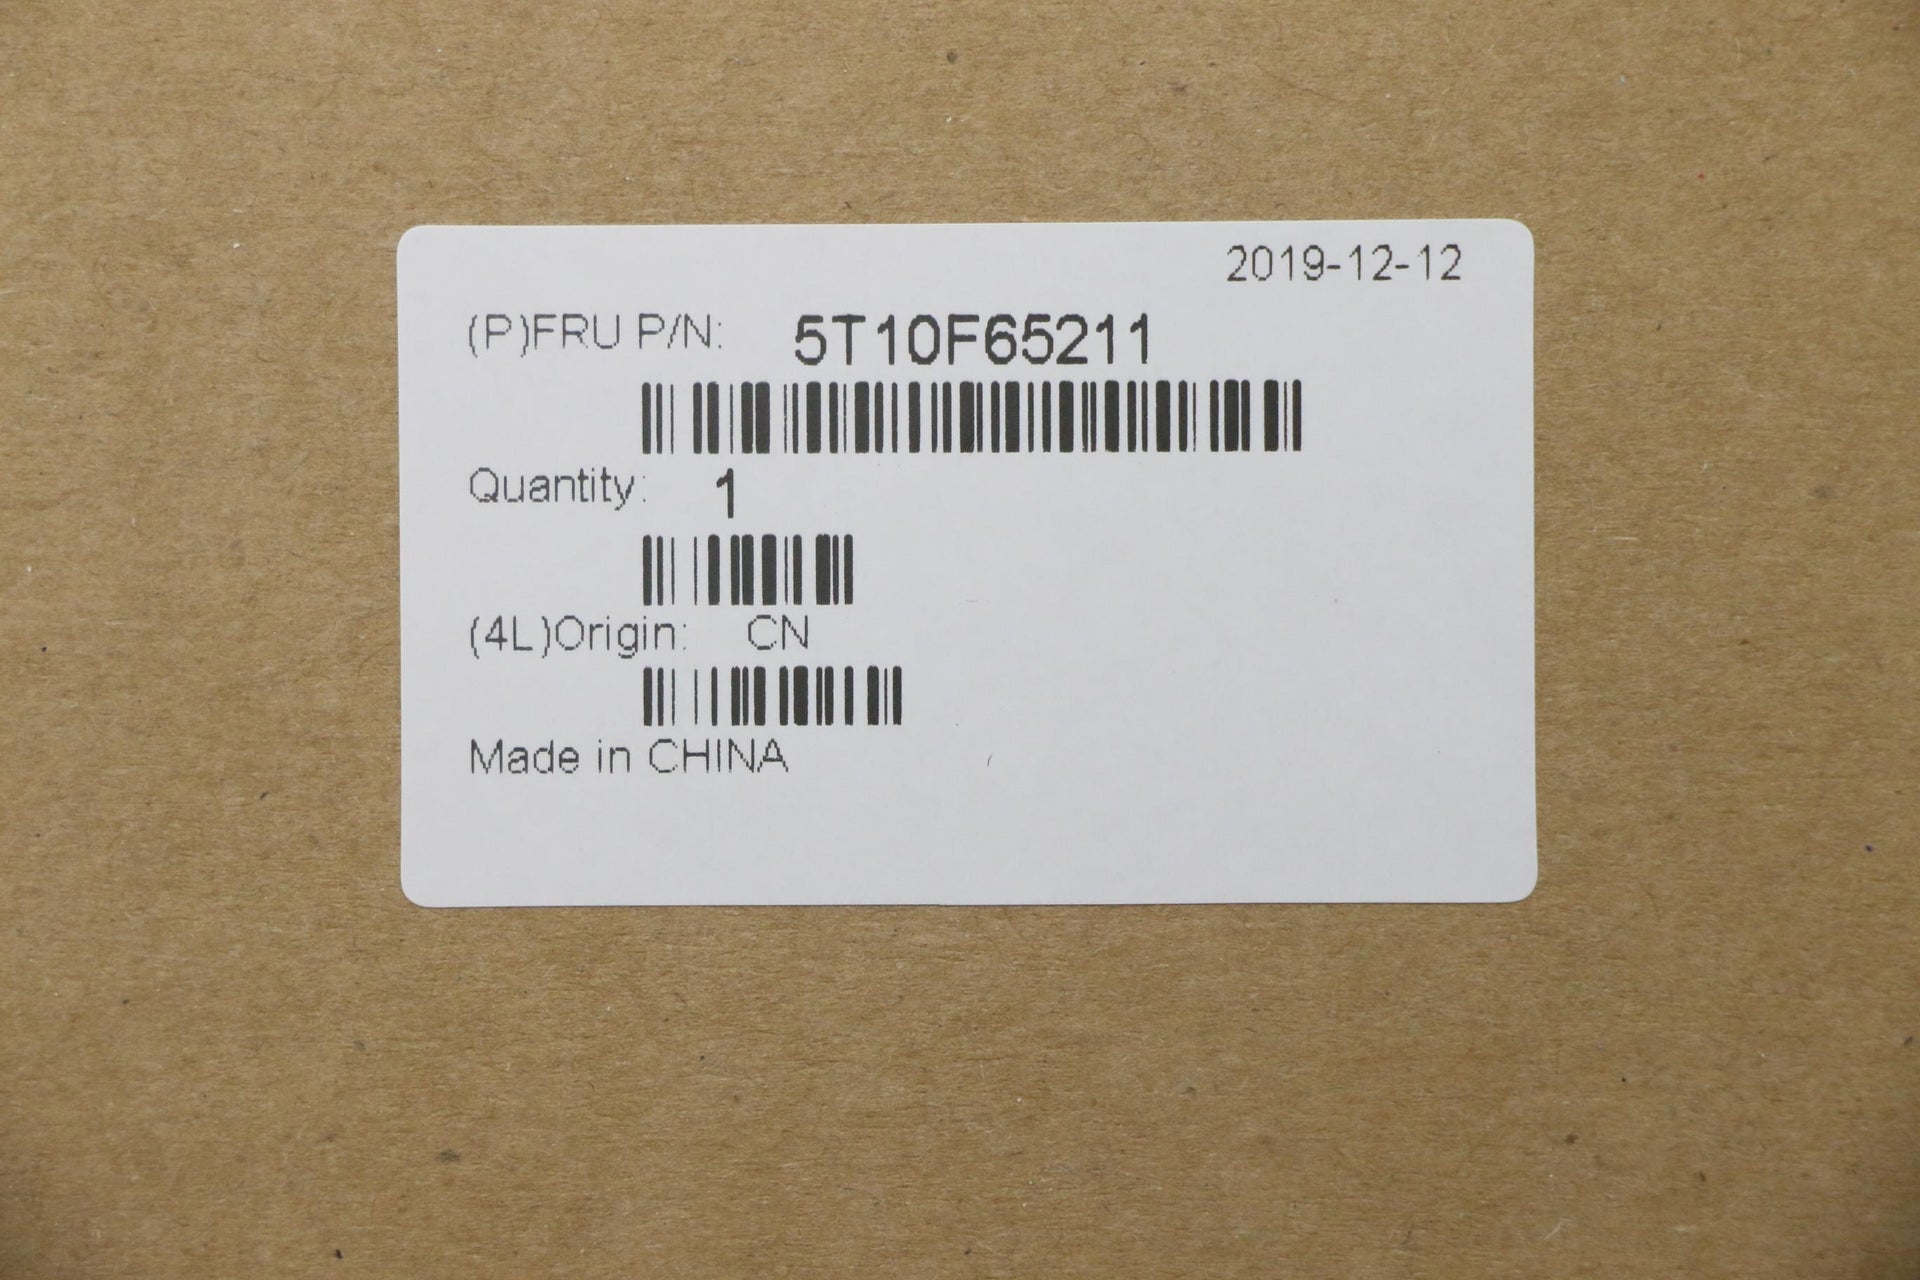 2019-12-12
(P)FRU P/N: 5T10F65211
Quantity: 1
(4L)Origin: CN
Made in CHINA